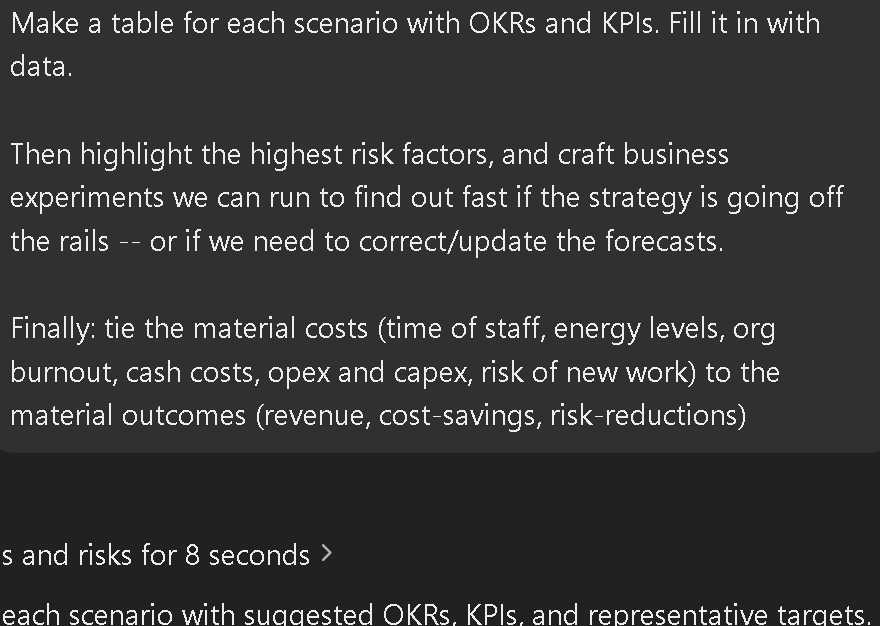 Make a table for each scenario with OKRs and KPIs. Fill it in with
data.
Then highlight the highest risk factors, and craft business
experiments we can run to find out fast if the strategy is going off
the rails -- or if we need to correct/update the forecasts.
Finally: tie the material costs (time of staff, energy levels, org
burnout, cash costs, opex and capex, risk of new work) to the
material outcomes (revenue, cost-savings, risk-reductions)
s and risks for 8 seconds >
each scenario with suggested OKRs, KPIs, and representative targets.